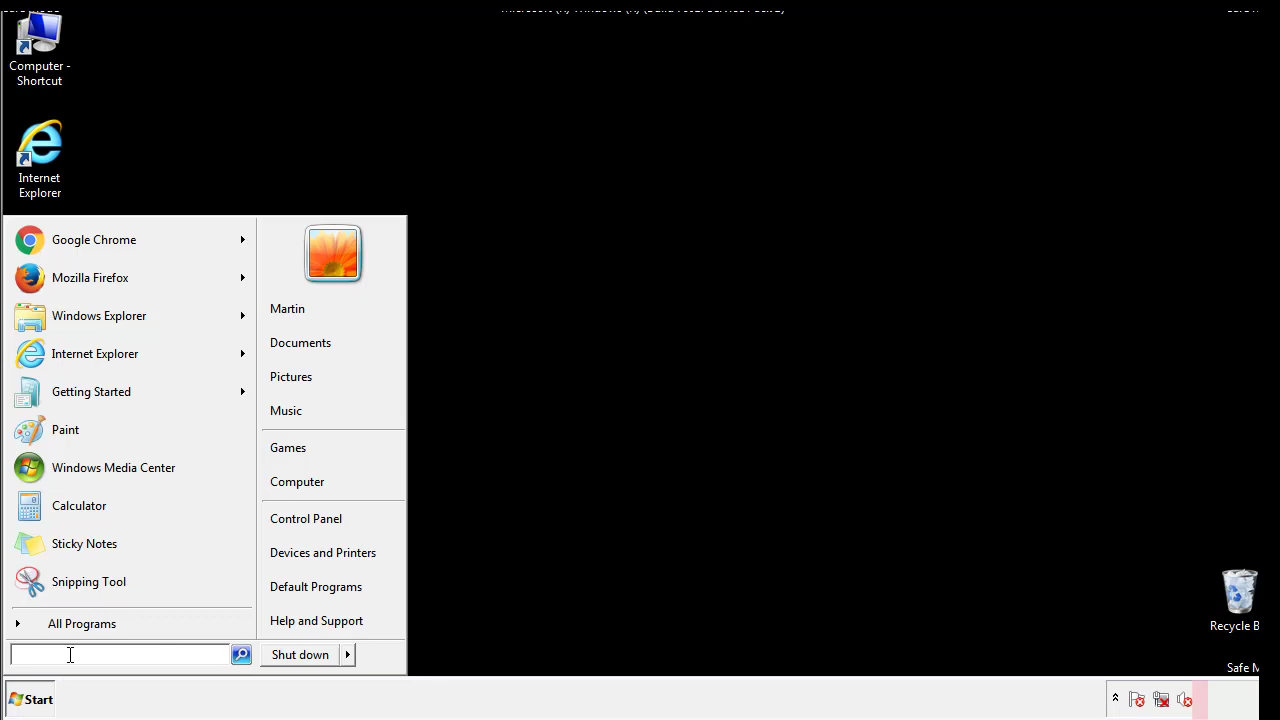 Computer -
Shortcut
Internet
Explorer
Google Chrome
Mozilla Firefox
Windows Explorer
Internet Explorer
Getting Started
Paint
Windows Media Center
Calculator
Sticky Notes
Snipping Tool
All Programs
Martin
Documents
Pictures
Music
Games
Computer
Control Panel
Devices and Printers
Default Programs
Help and Support
Shut down
Recycle B
Safe M
Start